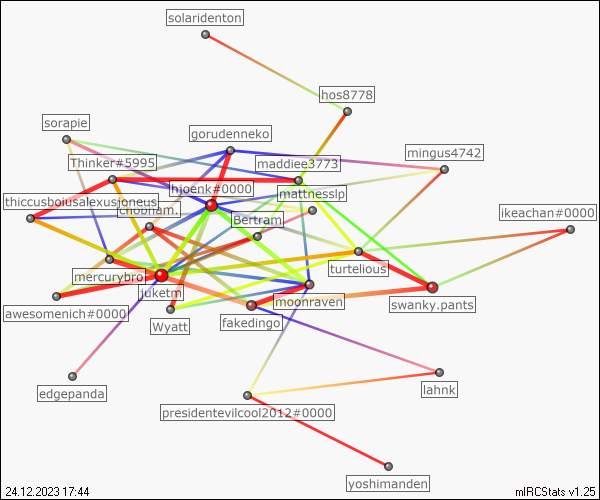 solaridenton
hos8778
sorapie
gorudenneko
mingus4742
Thinker#5995
maddiee3773
hjoenk#0000
mattnesslp
thiccusboiusalexusjoneus
choonam.
Bertram
ikeachan#0000
turtelious
mercurybro
juketm
moonraven
swanky.pants
awesomenich#0000
Wyatt
fakedingo
edgepanda
lahnk
presidentevilcool2012#0000
yoshimanden
24.12.2023 17:44
mIRCStats v1.25